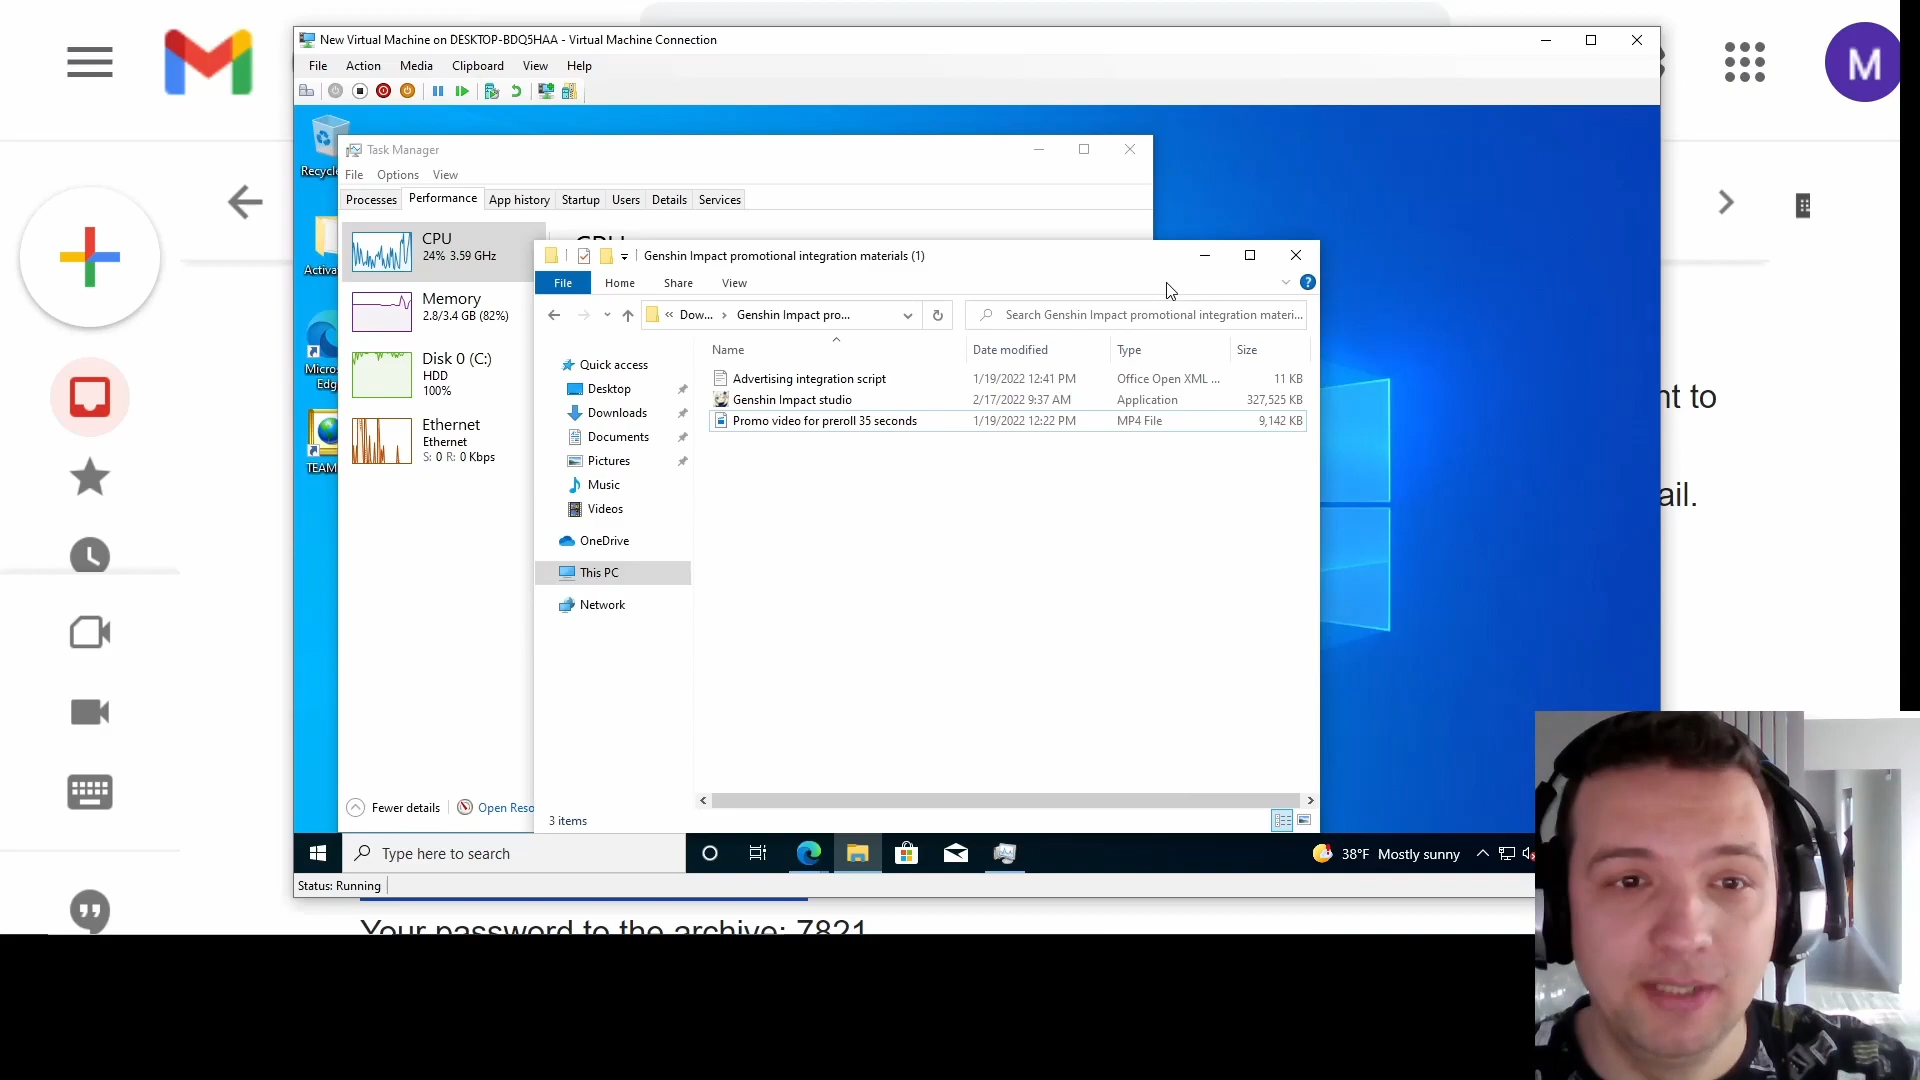 New Virtual Machine on DESKTOP-BDQ5HAA - Virtual Machine Connection
File Action Media Clipboard View Help
M
Recycle
Task Manager
File Options View
Processes Performance App history Startup Users Details Services
CPU
24% 3.59 GHz
Memory
2.8/3.4 GB (82%)
Disk 0 (C:)
HDD
100%
Ethernet
Ethernet
S: 0 R: 0 Kbps
Fewer details
Open Reso
Activa
Micro
Edg
TEAM
Genshin Impact promotional integration materials (1)
File Home Share View
« Dow... › Genshin Impact pro...
Search Genshin Impact promotional integration materi...
Name Date modified Type Size
Advertising integration script 1/19/2022 12:41 PM Office Open XML ... 11 KB
Genshin Impact studio 2/17/2022 9:37 AM Application 327,525 KB
Promo video for preroll 35 seconds 1/19/2022 12:22 PM MP4 File 9,142 KB
Quick access
Desktop
Downloads
Documents
Pictures
Music
Videos
OneDrive
This PC
Network
3 items
nt to
ail.
Type here to search
38°F Mostly sunny
Status: Running
Your password to the archive: 7821